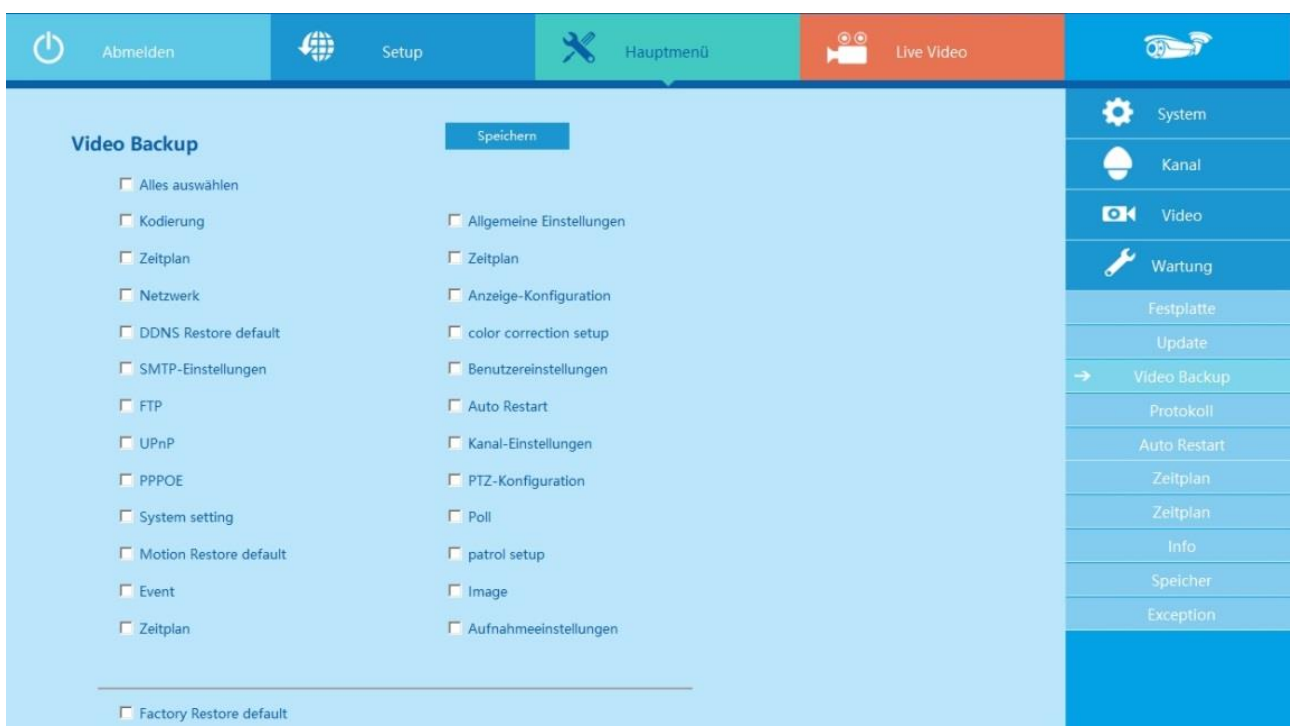 Abmelden
Setup
Hauptmenü
Live Video
Video Backup
Speichern
Alles auswählen
Kodierung
Allgemeine Einstellungen
Zeitplan
Zeitplan
Netzwerk
Anzeige-Konfiguration
DDNS Restore default
color correction setup
SMTP-Einstellungen
Benutzereinstellungen
FTP
Auto Restart
UPnP
Kanal-Einstellungen
PPPOE
PTZ-Konfiguration
System setting
Poll
Motion Restore default
patrol setup
Event
Image
Zeitplan
Aufnahmeeinstellungen
Factory Restore default
System
Kanal
Video
Wartung
Festplatte
Update
Video Backup
Protokoll
Auto Restart
Zeitplan
Zeitplan
Info
Speicher
Exception